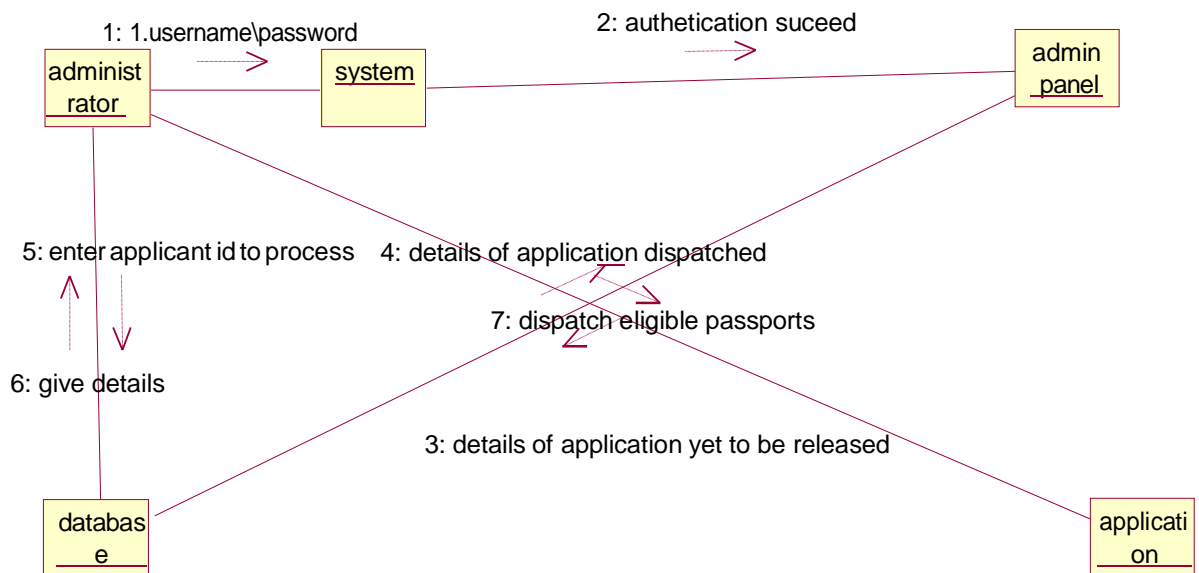 1: 1.username\password
2: authetication suceed
administ
rator
system
admin
panel
5: enter applicant id to process
4: details of application dispatched
7: dispatch eligible passports
6: give details
3: details of application yet to be released
databas
e
applicati
on